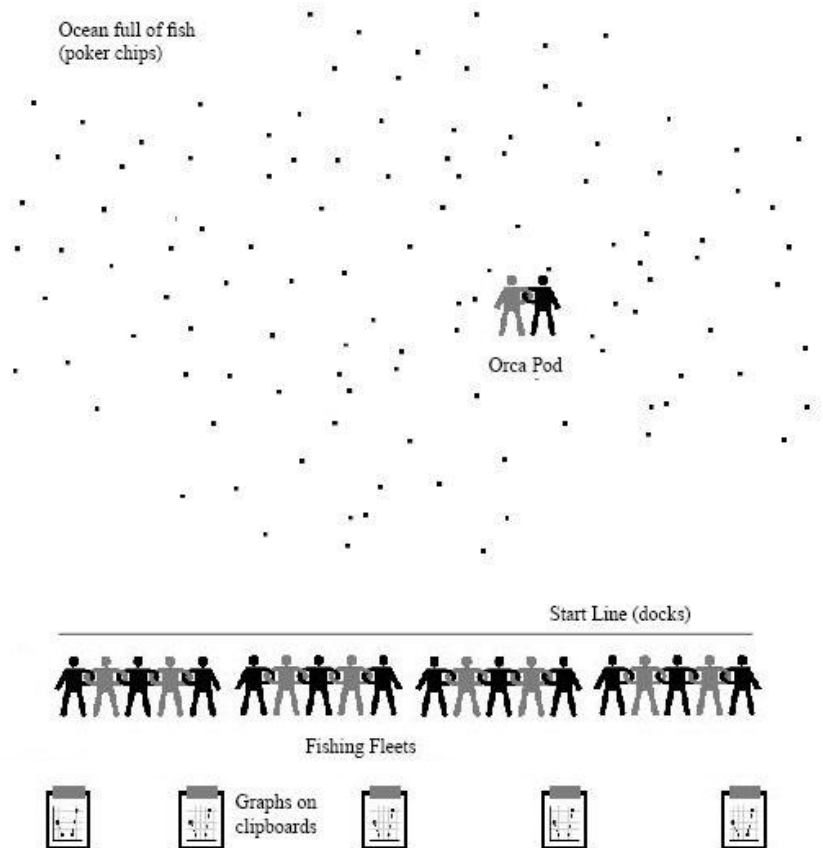 Ocean full of fish
(poker chips)
Orca Pod
Start Line (docks)
Fishing Fleets
Graphs on
clipboards